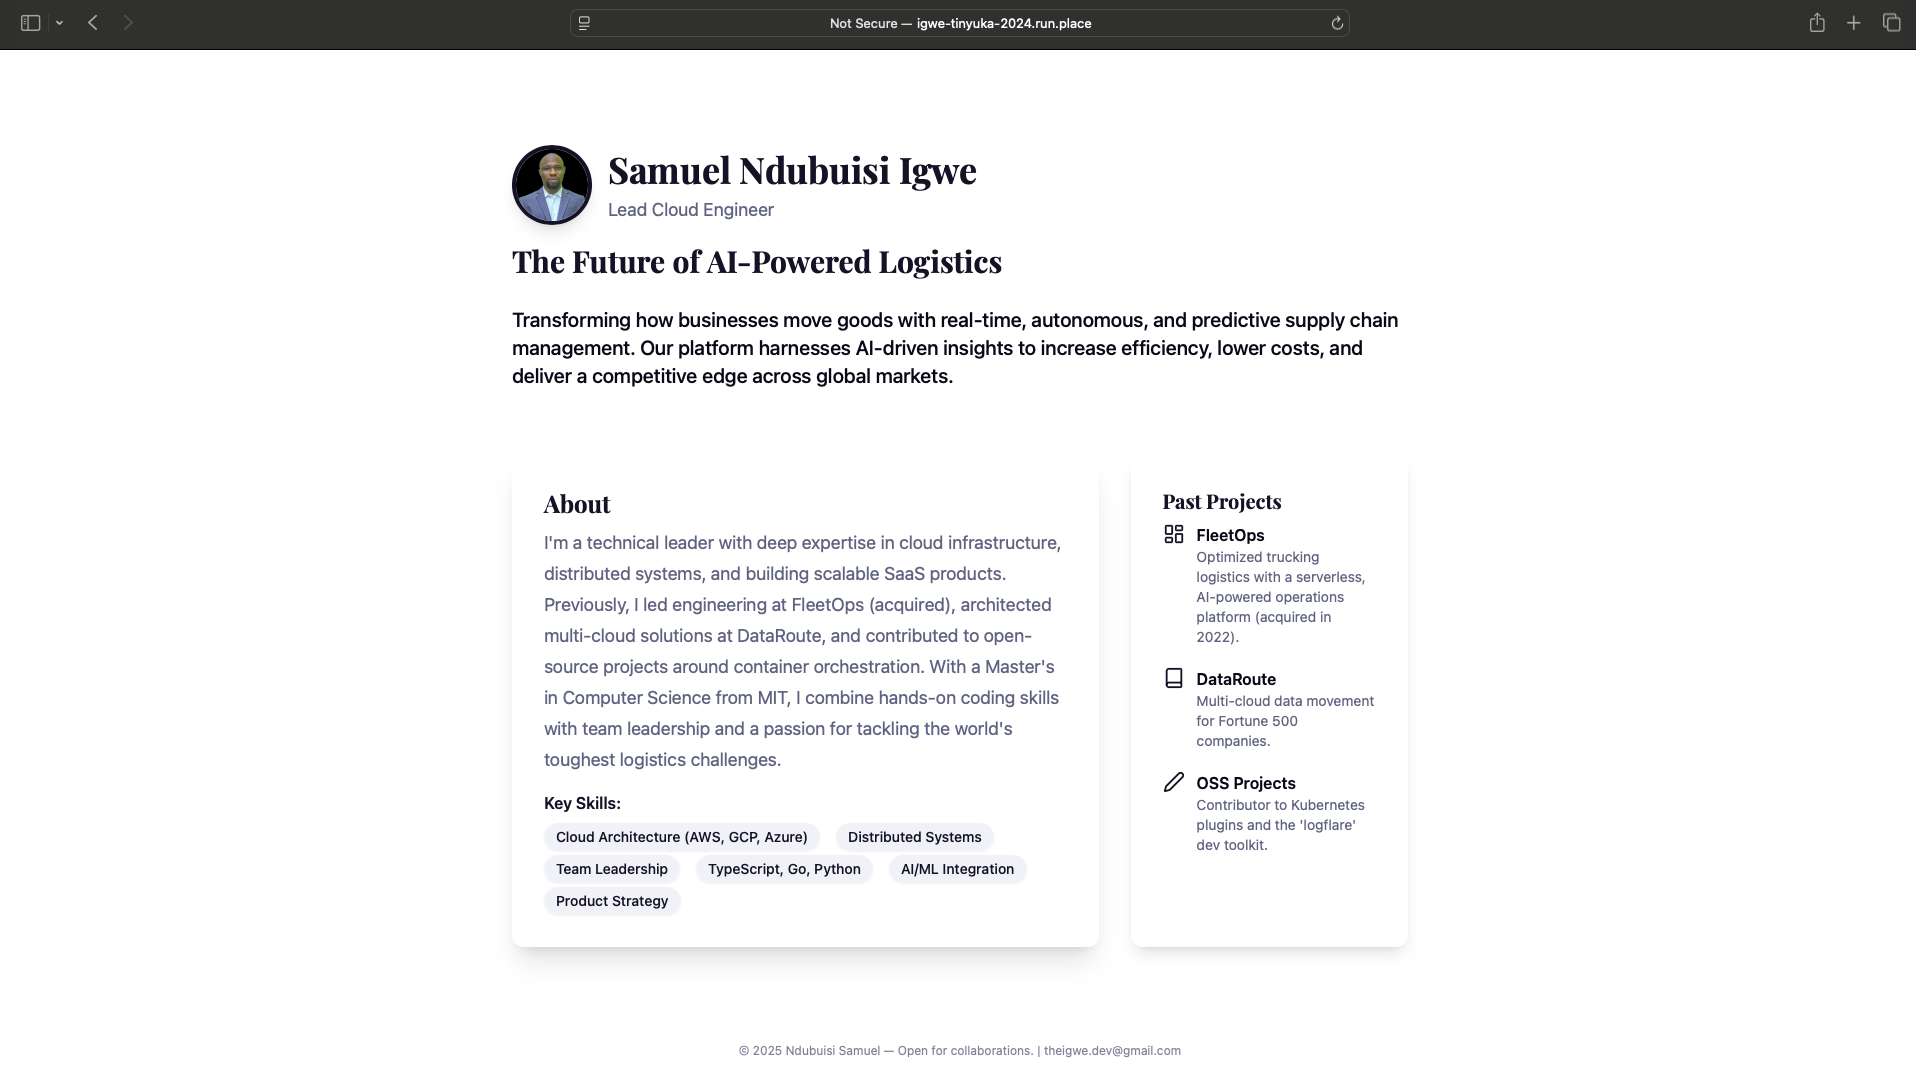 Not Secure — igwe-tinyuka-2024.run.place
Samuel Ndubuisi Igwe
Lead Cloud Engineer
The Future of AI-Powered Logistics
Transforming how businesses move goods with real-time, autonomous, and predictive supply chain
management. Our platform harnesses AI-driven insights to increase efficiency, lower costs, and
deliver a competitive edge across global markets.
About
I'm a technical leader with deep expertise in cloud infrastructure,
distributed systems, and building scalable SaaS products.
Previously, I led engineering at FleetOps (acquired), architected
multi-cloud solutions at DataRoute, and contributed to open-
source projects around container orchestration. With a Master's
in Computer Science from MIT, I combine hands-on coding skills
with team leadership and a passion for tackling the world's
toughest logistics challenges.
Key Skills:
Cloud Architecture (AWS, GCP, Azure) Distributed Systems
Team Leadership TypeScript, Go, Python AI/ML Integration
Product Strategy
Past Projects
FleetOps
Optimized trucking
logistics with a serverless,
AI-powered operations
platform (acquired in
2022).
DataRoute
Multi-cloud data movement
for Fortune 500
companies.
OSS Projects
Contributor to Kubernetes
plugins and the 'logflare'
dev toolkit.
© 2025 Ndubuisi Samuel — Open for collaborations. | theigwe.dev@gmail.com